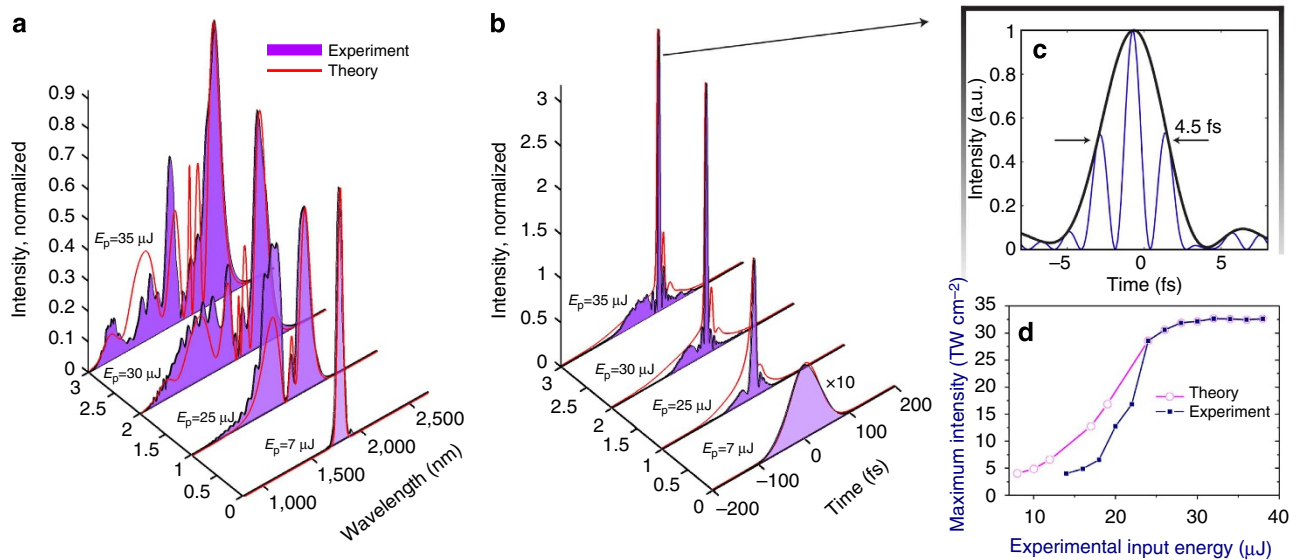 a
Experiment
Theory
Intensity, normalized
0.9
0.8
0.7
0.6
0.5
0.4
0.3
0.2
0.1
0
Ep=35 μJ
Ep=30 μJ
Ep=25 μJ
Ep=7 μJ
3
2.5
2
1.5
1
0.5
0
1,000
1,500
2,000
2,500
Wavelength (nm)
b
Intensity, normalized
3
2.5
2
1.5
1
0.5
0
Ep=35 μJ
Ep=30 μJ
Ep=25 μJ
Ep=7 μJ
×10
3
2.5
2
1.5
1
0.5
0
−200
−100
0
100
200
Time (fs)
c
Intensity (a.u.)
1
0.8
0.6
0.4
0.2
0
4.5 fs
−5
0
5
Time (fs)
d
Maximum intensity (TW cm−2)
35
30
25
20
15
10
5
0
Theory
Experiment
10
20
30
40
Experimental input energy (μJ)